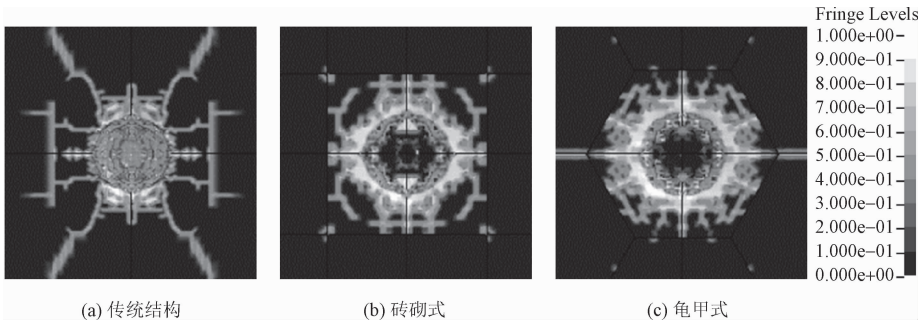 Fringe Levels
1.000e+00
9.000e−01
8.000e−01
7.000e−01
6.000e−01
5.000e−01
4.000e−01
3.000e−01
2.000e−01
1.000e−01
0.000e+00
(a) 传统结构
(b) 砖砌式
(c) 龟甲式